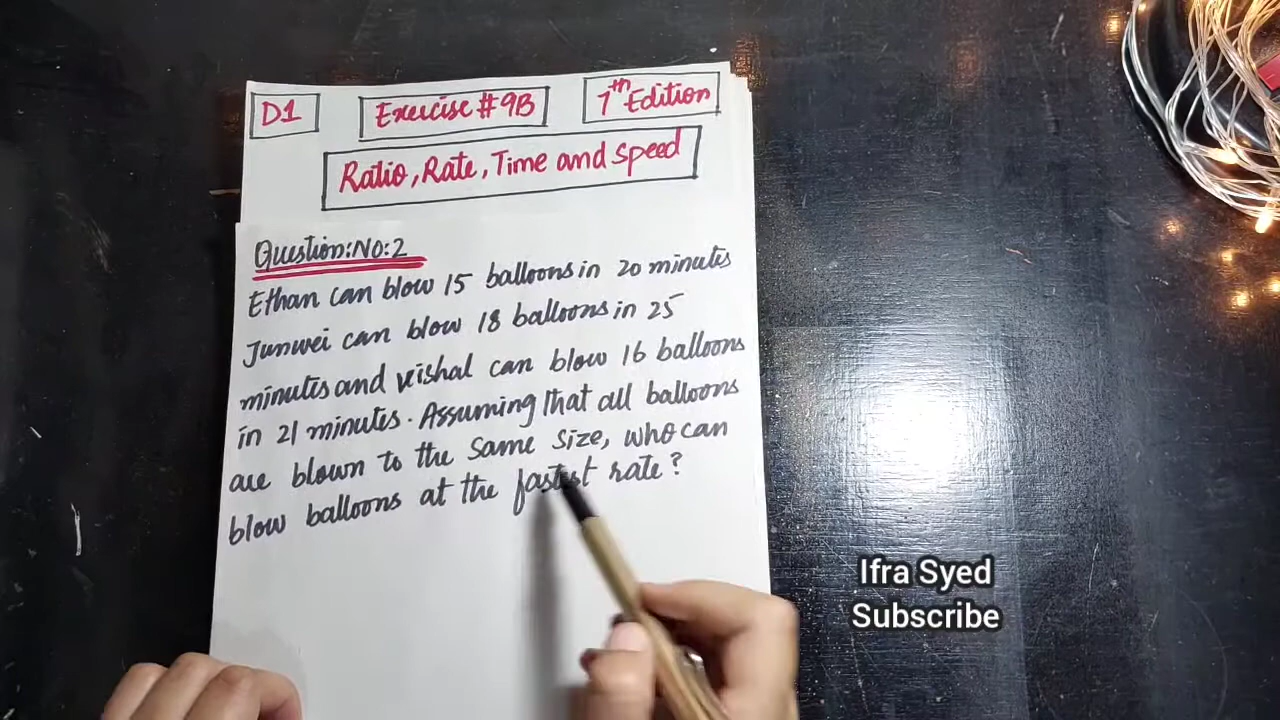 D1
Exercise #9B
7th Edition
Ratio, Rate, Time and Speed
Question:No:2
Ethan can blow 15 balloons in 20 minutes
Junwei can blow 18 balloons in 25
minutes and vishal can blow 16 balloons
in 21 minutes. Assuming that all balloons
are blown to the same size, who can
blow balloons at the fastest rate?
Ifra Syed
Subscribe